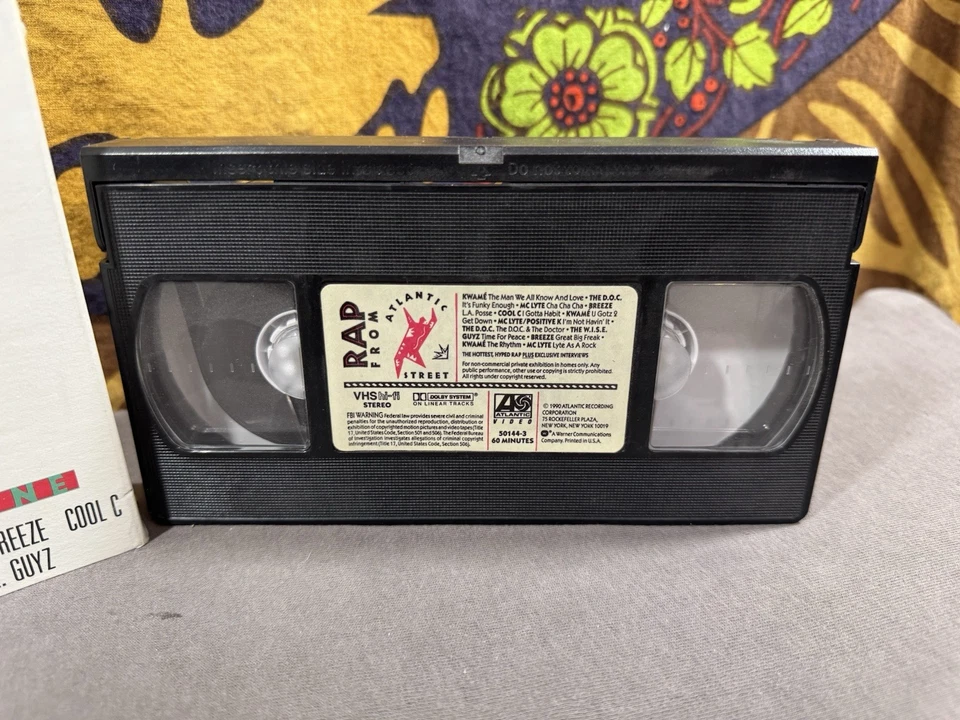 NE
REEZE COOL C
. GUYZ
RAP
FROM
ATLANTIC
STREET
KWAMÉ The Man We All Know And Love • THE D.O.C.
It's Funky Enough • MC LYTE Cha Cha Cha • BREEZE
L.A. Posse • COOL C I Gotta Habit • KWAMÉ U Gotz 2
Get Down • MC LYTE/POSITIVE K I'm Not Havin' It •
THE D.O.C. The D.O.C. & The Doctor • THE W.I.S.E.
GUYZ Time For Peace • BREEZE Great Big Freak •
KWAMÉ The Rhythm • MC LYTE Lyte As A Rock
THE HOTTEST, HYPED RAP PLUS EXCLUSIVE INTERVIEWS
For non-commercial private exhibition in homes only. Any
public performance, other use or copying is strictly prohibited.
All rights under copyright reserved.
VHS hi-fi
STEREO
DOLBY SYSTEM®
ON LINEAR TRACKS
FBI WARNING Federal law provides severe civil and criminal
penalties for the unauthorized reproduction, distribution or
exhibition of copyrighted motion pictures and video tapes (Title
17, United States Code, Section 501 and 506). The Federal Bureau
of Investigation investigates allegations of criminal copyright
infringement (Title 17, United States Code, Section 506).
ATLANTIC
VIDEO
50144-3
60 MINUTES
© 1990 ATLANTIC RECORDING
CORPORATION
75 ROCKEFELLER PLAZA,
NEW YORK, NEW YORK 10019
A Warner Communications
Company. Printed in U.S.A.